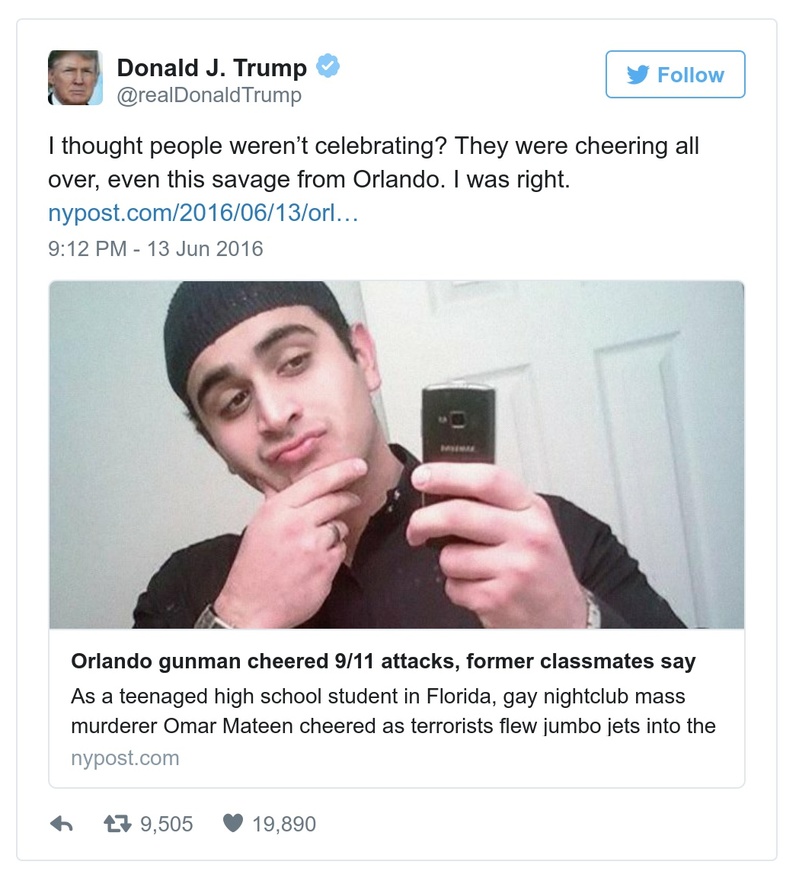 Donald J. Trump
@realDonaldTrump
Follow
I thought people weren’t celebrating? They were cheering all
over, even this savage from Orlando. I was right.
nypost.com/2016/06/13/orl…
9:12 PM - 13 Jun 2016
SAMSUNG
Orlando gunman cheered 9/11 attacks, former classmates say
As a teenaged high school student in Florida, gay nightclub mass
murderer Omar Mateen cheered as terrorists flew jumbo jets into the
nypost.com
9,505 19,890